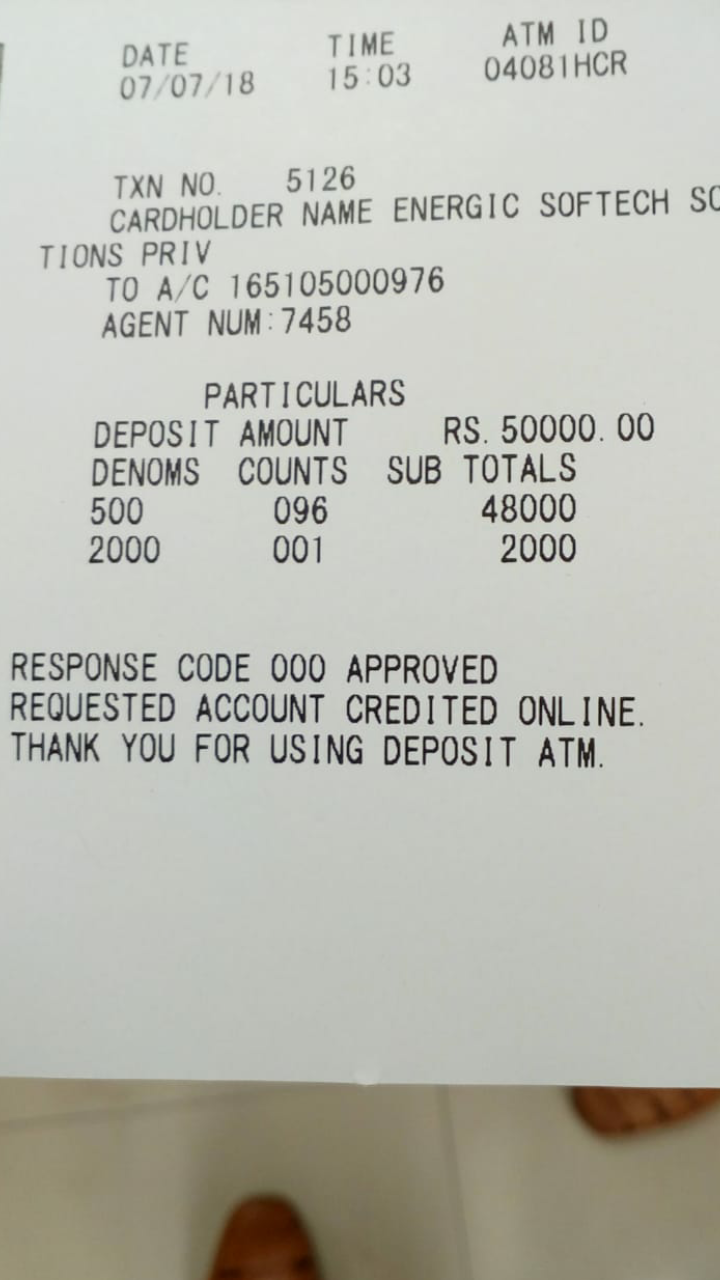 DATE TIME ATM ID
07/07/18 15:03 04081HCR
TXN NO. 5126
CARDHOLDER NAME ENERGIC SOFTECH
TIONS PRIV
TO A/C 165105000976
AGENT NUM:7458
PARTICULARS
DEPOSIT AMOUNT RS. 50000.00
DENOMS COUNTS SUB TOTALS
500 096 48000
2000 001 2000
RESPONSE CODE 000 APPROVED
REQUESTED ACCOUNT CREDITED ONLINE.
THANK YOU FOR USING DEPOSIT ATM.